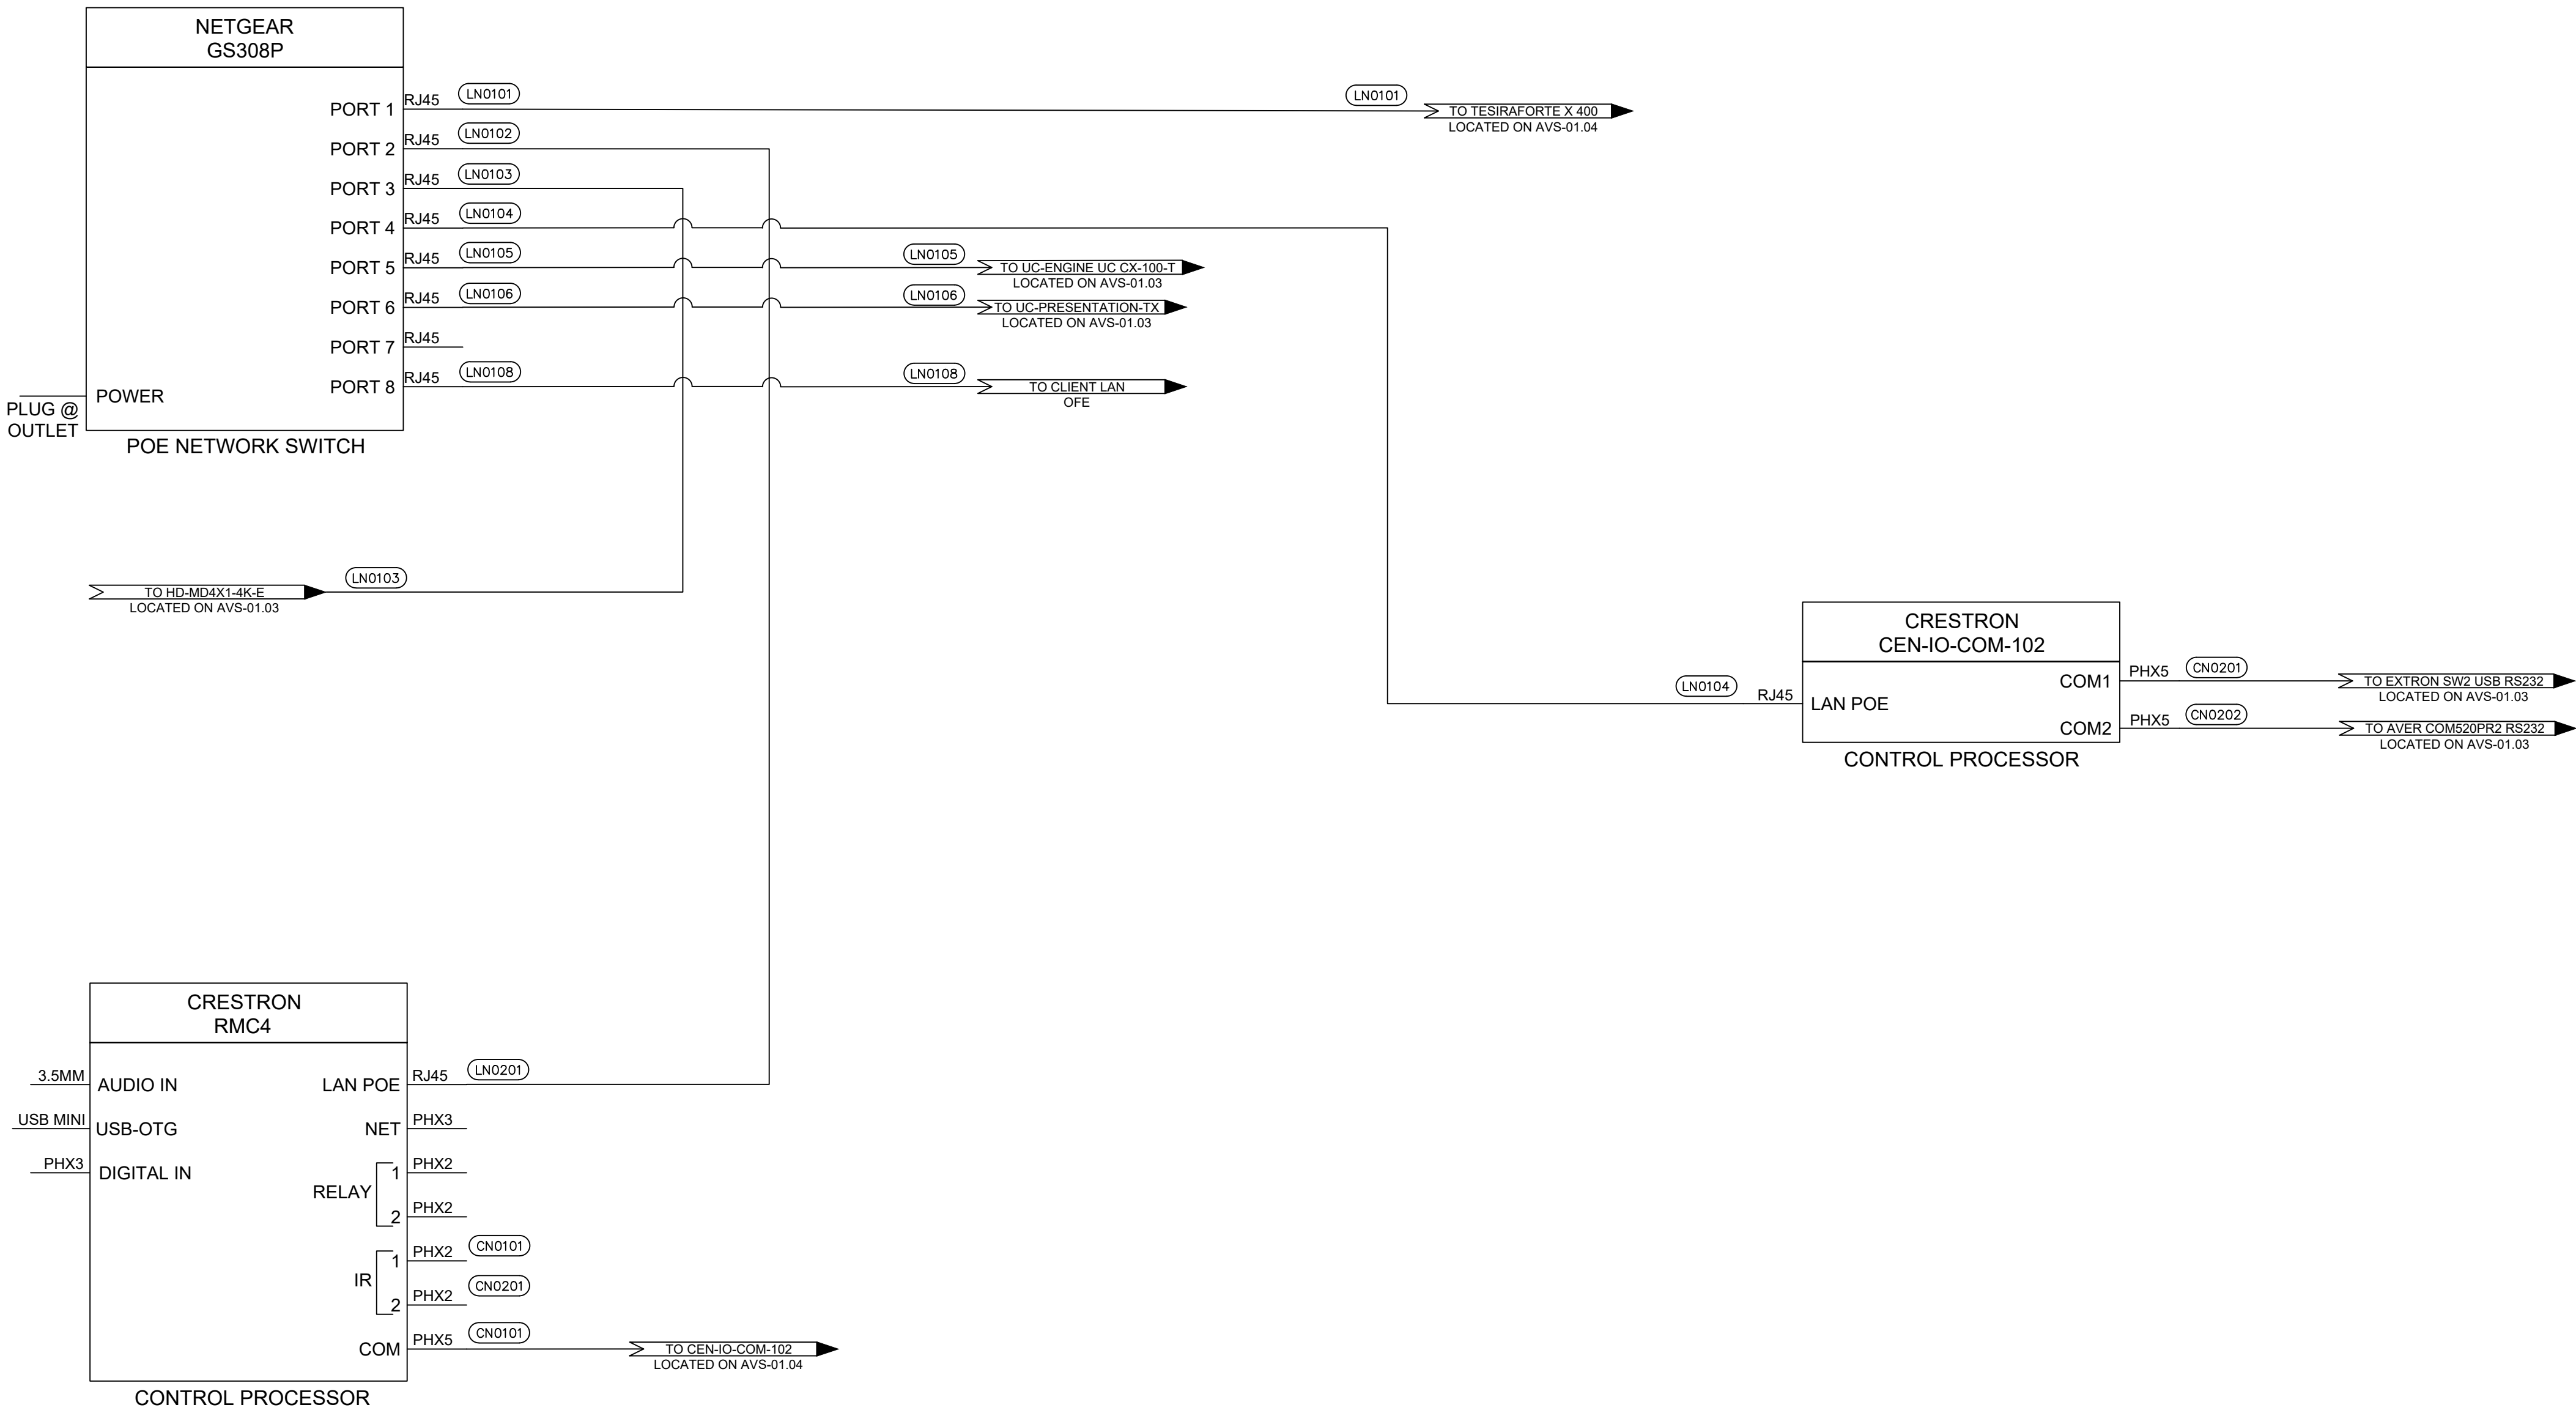 NETGEAR
GS308P
PORT 1
RJ45
LN0101
LN0101
TO TESIRAFORTE X 400
LOCATED ON AVS-01.04
PORT 2
RJ45
LN0102
PORT 3
RJ45
LN0103
PORT 4
RJ45
LN0104
PORT 5
RJ45
LN0105
LN0105
TO UC-ENGINE UC CX-100-T
LOCATED ON AVS-01.03
PORT 6
RJ45
LN0106
LN0106
TO UC-PRESENTATION-TX
LOCATED ON AVS-01.03
PORT 7
RJ45
PORT 8
RJ45
LN0108
LN0108
TO CLIENT LAN
OFE
POWER
PLUG @
OUTLET
POE NETWORK SWITCH
LN0103
TO HD-MD4X1-4K-E
LOCATED ON AVS-01.03
CRESTRON
CEN-IO-COM-102
LN0104
RJ45
LAN POE
COM1
PHX5
CN0201
TO EXTRON SW2 USB RS232
LOCATED ON AVS-01.03
COM2
PHX5
CN0202
TO AVER COM520PR2 RS232
LOCATED ON AVS-01.03
CONTROL PROCESSOR
CRESTRON
RMC4
3.5MM
AUDIO IN
USB MINI
USB-OTG
PHX3
DIGITAL IN
LAN POE
RJ45
LN0201
NET
PHX3
RELAY
1
PHX2
2
PHX2
IR
1
PHX2
CN0101
2
PHX2
CN0201
COM
PHX5
CN0101
TO CEN-IO-COM-102
LOCATED ON AVS-01.04
CONTROL PROCESSOR